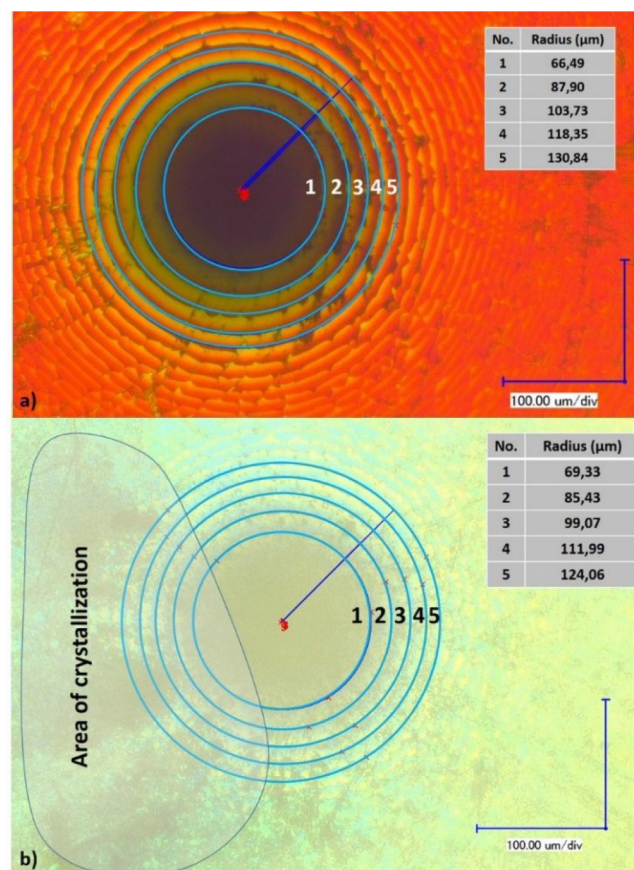 No. Radius (μm)
1 66,49
2 87,90
3 103,73
4 118,35
5 130,84
1 2 3 4 5
100.00 um/div
a)
No. Radius (μm)
1 69,33
2 85,43
3 99,07
4 111,99
5 124,06
Area of crystallization
1 2 3 4 5
100.00 um/div
b)